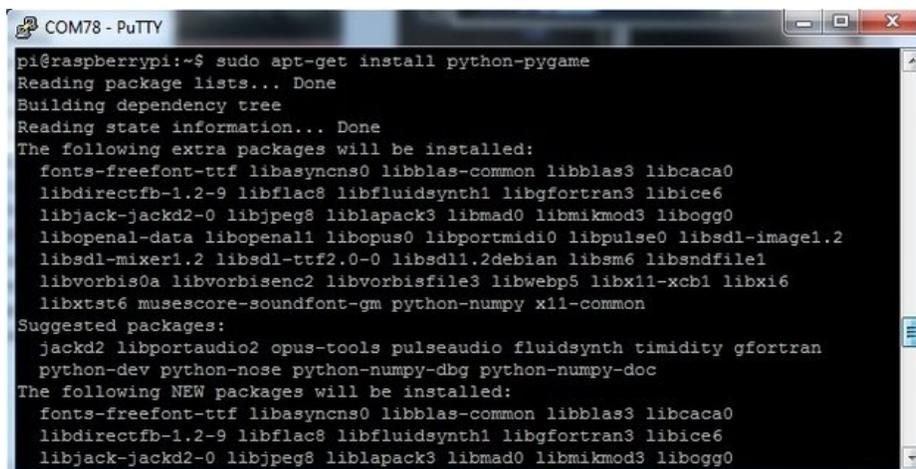 COM78 - PuTTY
pi@raspberrypi:~$ sudo apt-get install python-pygame
Reading package lists... Done
Building dependency tree
Reading state information... Done
The following extra packages will be installed:
  fonts-freefont-ttf libasyncns0 libblas-common libblas3 libcaca0
  libdirectfb-1.2-9 libflac8 libfluidsynth1 libgfortran3 libice6
  libjack-jackd2-0 libjpeg8 liblapack3 libmad0 libmikmod3 libogg0
  libopenal-data libopenal1 libopus0 libportmidi0 libpulse0 libsdl-image1.2
  libsdl-mixer1.2 libsdl-ttf2.0-0 libsdl1.2debian libsm6 libsndfile1
  libvorbis0a libvorbisenc2 libvorbisfile3 libwebp5 libx11-xcb1 libxi6
  libxtst6 musescore-soundfont-gm python-numpy x11-common
Suggested packages:
  jackd2 libportaudio2 opus-tools pulseaudio fluidsynth timidity gfortran
  python-dev python-nose python-numpy-dbg python-numpy-doc
The following NEW packages will be installed:
  fonts-freefont-ttf libasyncns0 libblas-common libblas3 libcaca0
  libdirectfb-1.2-9 libflac8 libfluidsynth1 libgfortran3 libice6
  libjack-jackd2-0 libjpeg8 liblapack3 libmad0 libmikmod3 libogg0